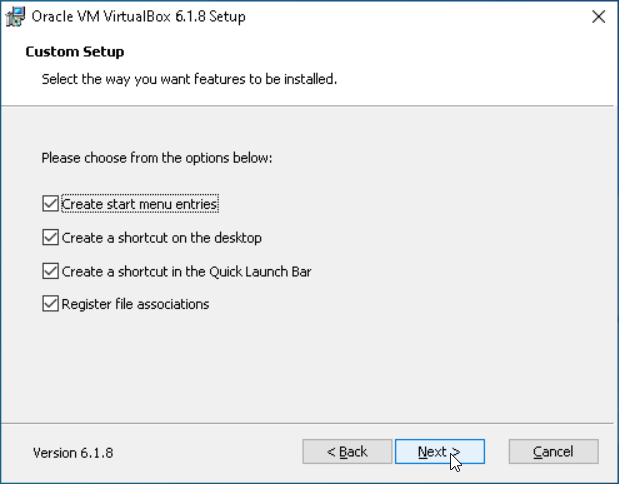 Oracle VM VirtualBox 6.1.8 Setup
Custom Setup
Select the way you want features to be installed.
Please choose from the options below:
Create start menu entries
Create a shortcut on the desktop
Create a shortcut in the Quick Launch Bar
Register file associations
Version 6.1.8
< Back
Next >
Cancel